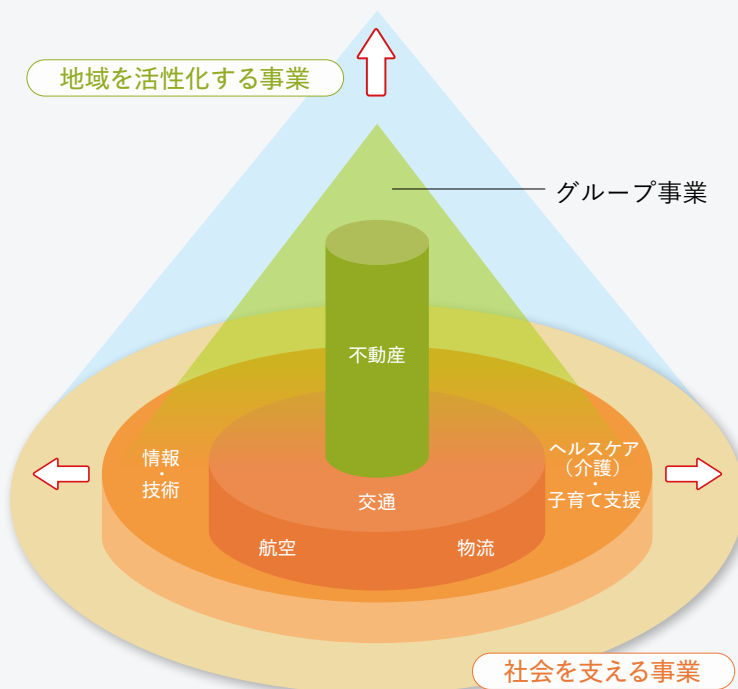 地域を活性化する事業
グループ事業
不動産
情報
・
技術
ヘルスケア
（介護）
・
子育て支援
交通
航空
物流
社会を支える事業